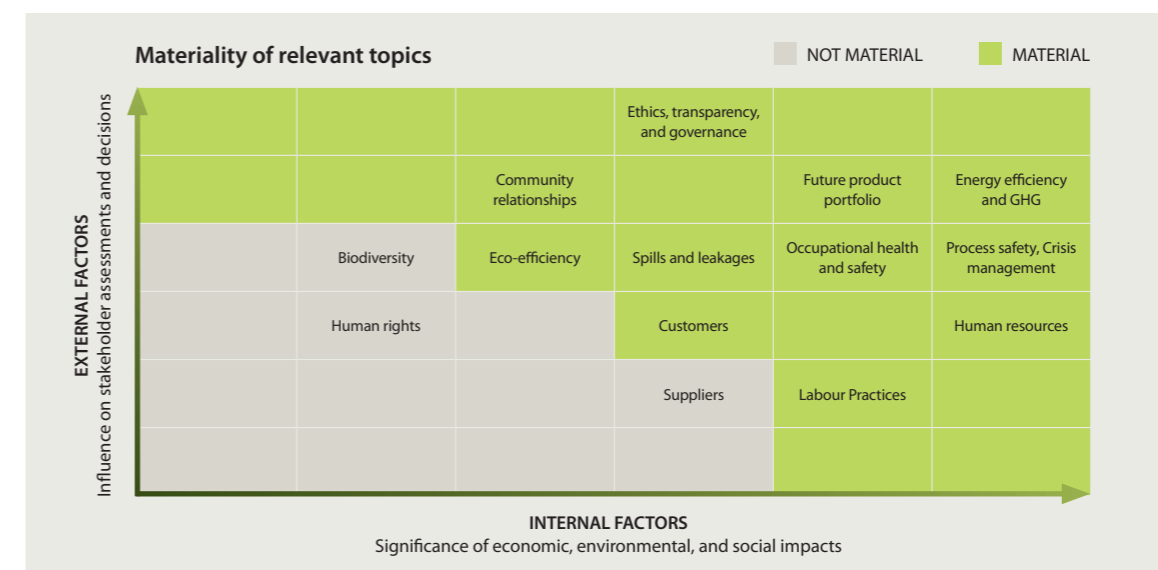 Materiality of relevant topics
NOT MATERIAL
MATERIAL
EXTERNAL FACTORS
Influence on stakeholder assessments and decisions
Ethics, transparency,
and governance
Community
relationships
Future product
portfolio
Energy efficiency
and GHG
Biodiversity
Eco-efficiency
Spills and leakages
Occupational health
and safety
Process safety, Crisis
management
Human rights
Customers
Human resources
Suppliers
Labour Practices
INTERNAL FACTORS
Significance of economic, environmental, and social impacts